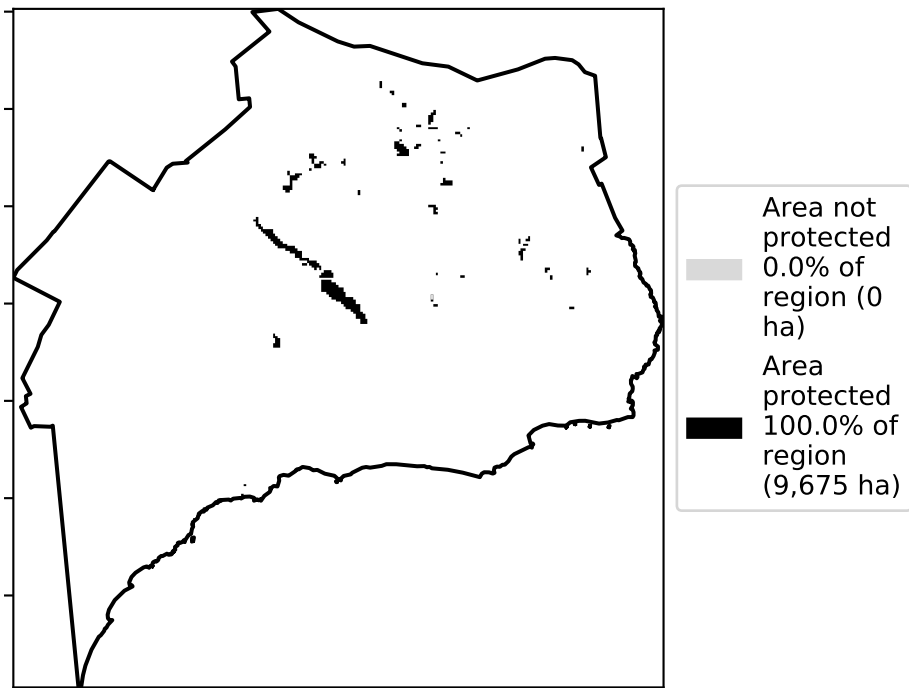 Area not
protected
0.0% of
region (0
ha)
Area
protected
100.0% of
region
(9,675 ha)